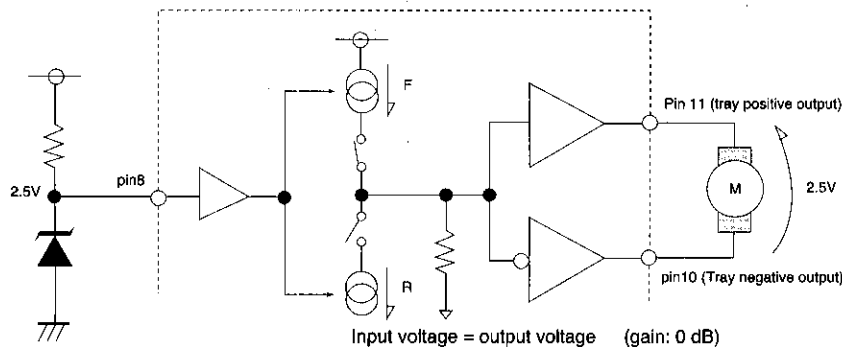 F
Pin 11 (tray positive output)
2.5V
pin8
M
2.5V
R
pin10 (Tray negative output)
Input voltage = output voltage (gain: 0 dB)